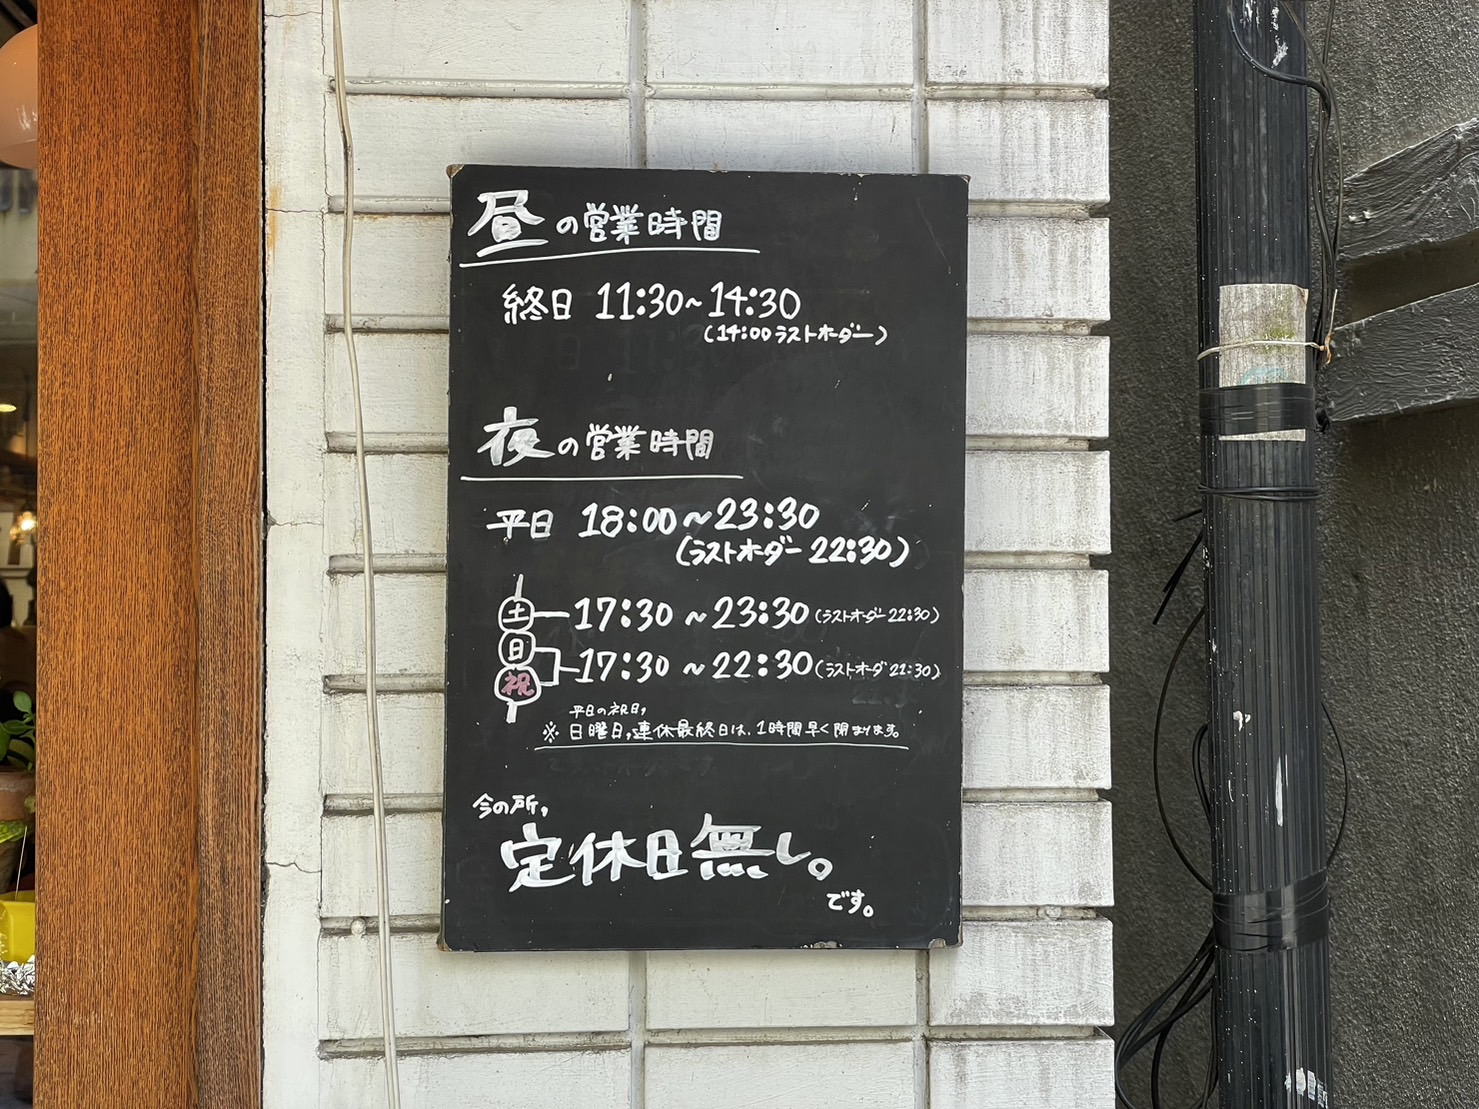 昼の営業時間
終日 11:30~14:30
(14:00ラストオーダー)
夜の営業時間
平日 18:00~23:30
(ラストオーダー 22:30)
土 17:30 ~23:30 (ラストオーダー 22:30)
日
祝 17:30 ~22:30 (ラストオーダ 21:30)
平日の祝日,
※日曜日,連休最終日は、1時間早く閉まります。
今の所,
定休日無し。
です。